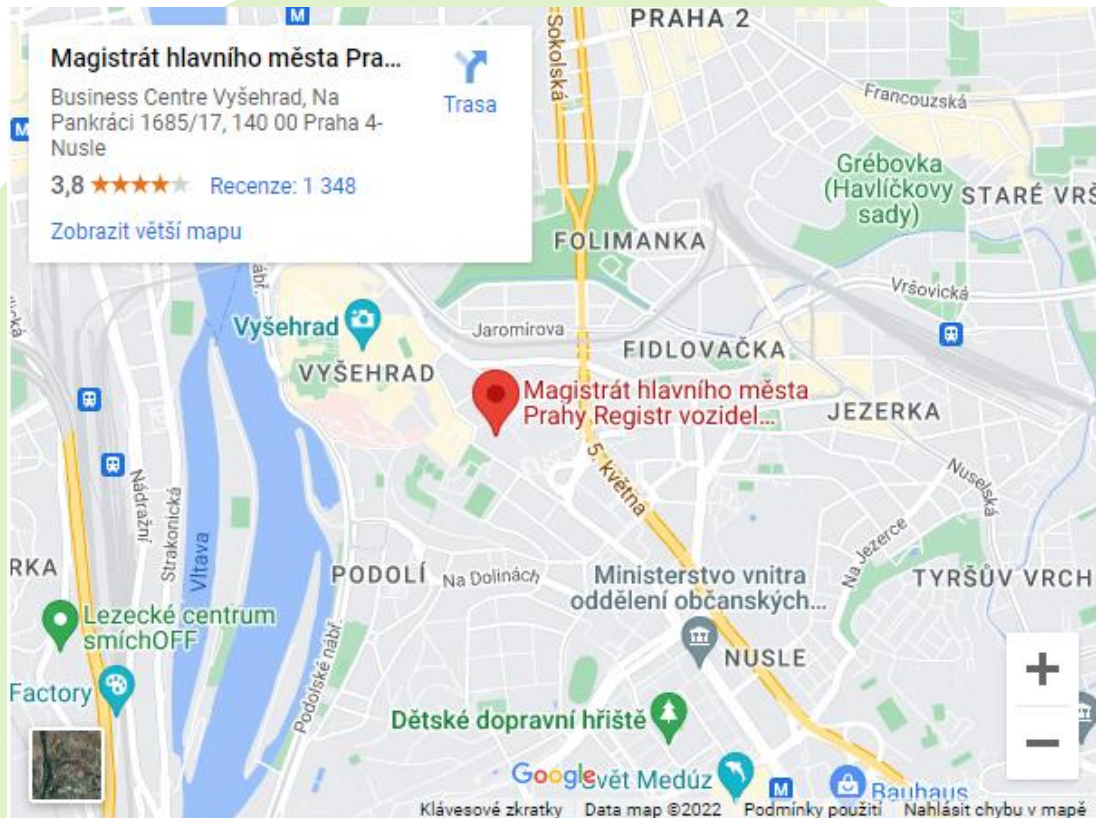 M
Magistrát hlavního města Pra...
Business Centre Vyšehrad, Na
Pankráci 1685/17, 140 00 Praha 4-
Nusle
3,8
Recenze: 1 348
Zobrazit větší mapu
Trasa
M
PRAHA 2
Sokolská
Francouzská
Grébovka
(Havlíčkovy
sady)
STARÉ VRŠ
FOLIMANKA
nábř.
Vršovická
Jaromírova
Vyšehrad
VYŠEHRAD
FIDLOVAČKA
Magistrát hlavního města
Prahy Registr vozidel...
JEZERKA
5. května
Nuselská
Nádražní
Strakonická
Vltava
RKA
PODOLÍ
Na Dolinách
Na Jezerce
Ministerstvo vnitra
oddělení občanských...
TYRŠŮV VRCH
Lezecké centrum
smíchOFF
NUSLE
Factory
Podolské nábř.
Dětské dopravní hřiště
Google
Svět Medúz
M
Bauhaus
+
−
Klávesové zkratky
Data map ©2022
Podmínky použití
Nahlásit chybu v mapě